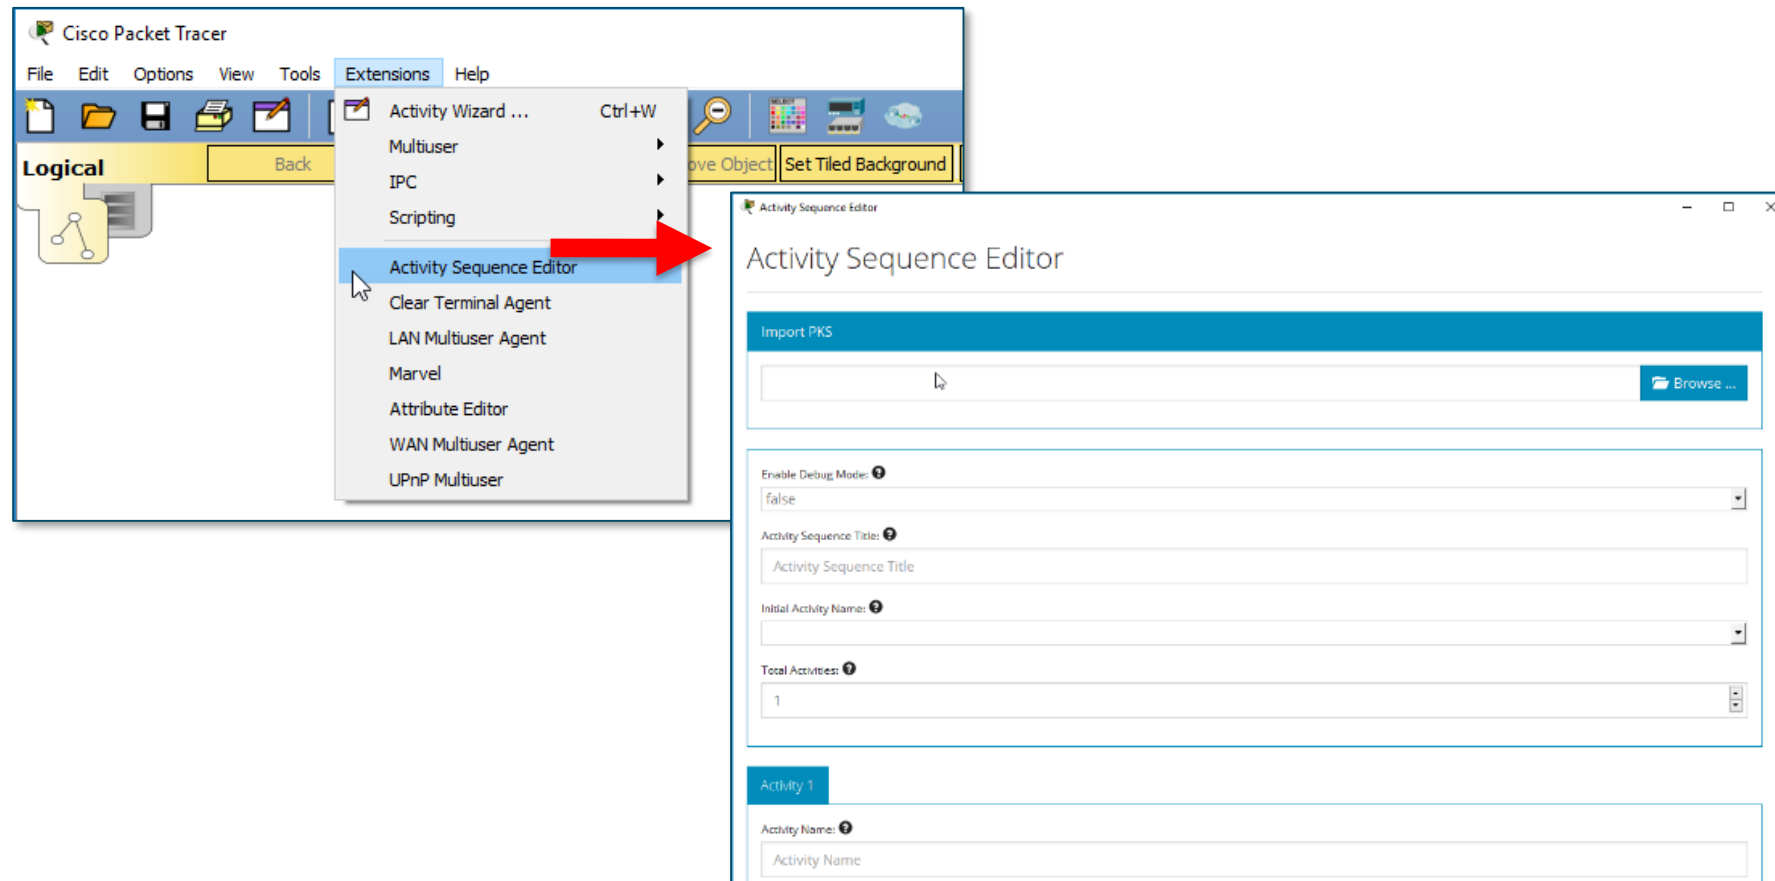 Cisco Packet Tracer
File Edit Options View Tools Extensions Help
Activity Wizard ... Ctrl+W
Multiuser
IPC
Scripting
Activity Sequence Editor
Clear Terminal Agent
LAN Multiuser Agent
Marvel
Attribute Editor
WAN Multiuser Agent
UPnP Multiuser
SELECT
Logical Back ove Object Set Tiled Background
Activity Sequence Editor
Activity Sequence Editor
Import PKS
Browse ...
Enable Debug Mode:
false
Activity Sequence Title:
Activity Sequence Title
Initial Activity Name:
Total Activities:
1
Activity 1
Activity Name:
Activity Name